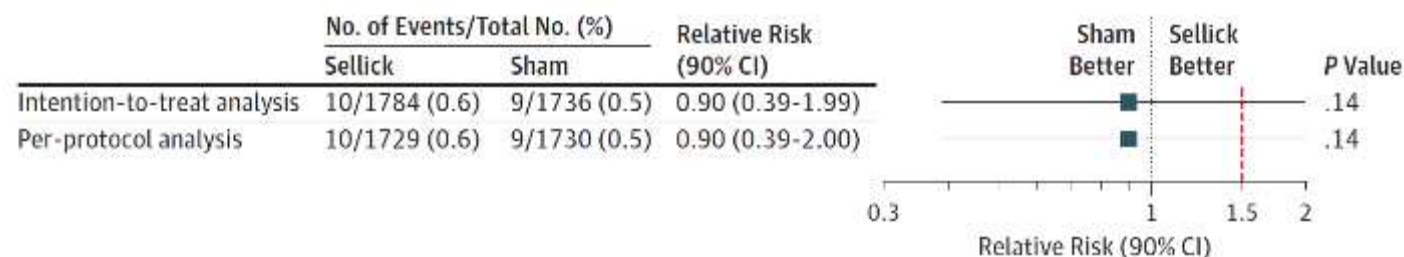 No. of Events/Total No. (%)
Relative Risk
(90% CI)
Sellick
Sham
Sham
Better
Sellick
Better
P Value
Intention-to-treat analysis 10/1784 (0.6) 9/1736 (0.5) 0.90 (0.39-1.99) .14
Per-protocol analysis 10/1729 (0.6) 9/1730 (0.5) 0.90 (0.39-2.00) .14
0.3 1 1.5 2
Relative Risk (90% CI)